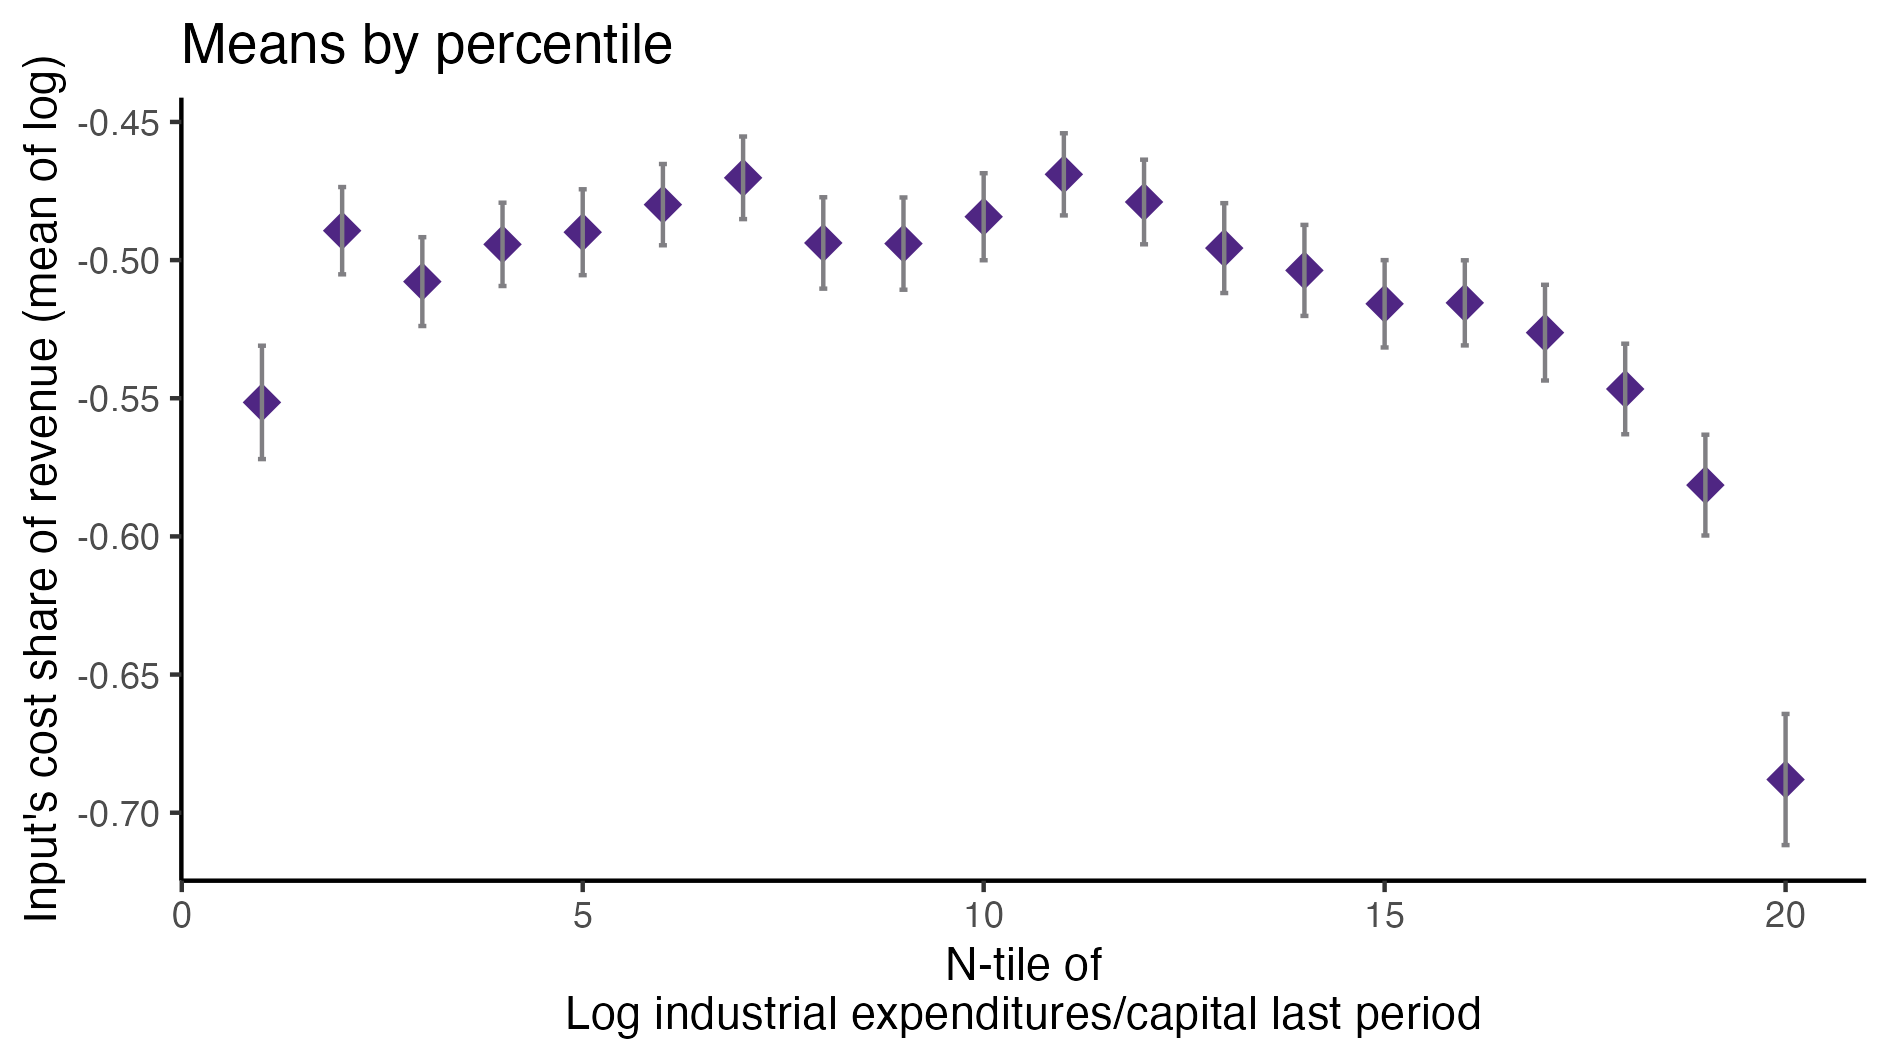 Means by percentile
Input's cost share of revenue (mean of log)
-0.45
-0.50
-0.55
-0.60
-0.65
-0.70
0
5
10
15
20
N-tile of
Log industrial expenditures/capital last period